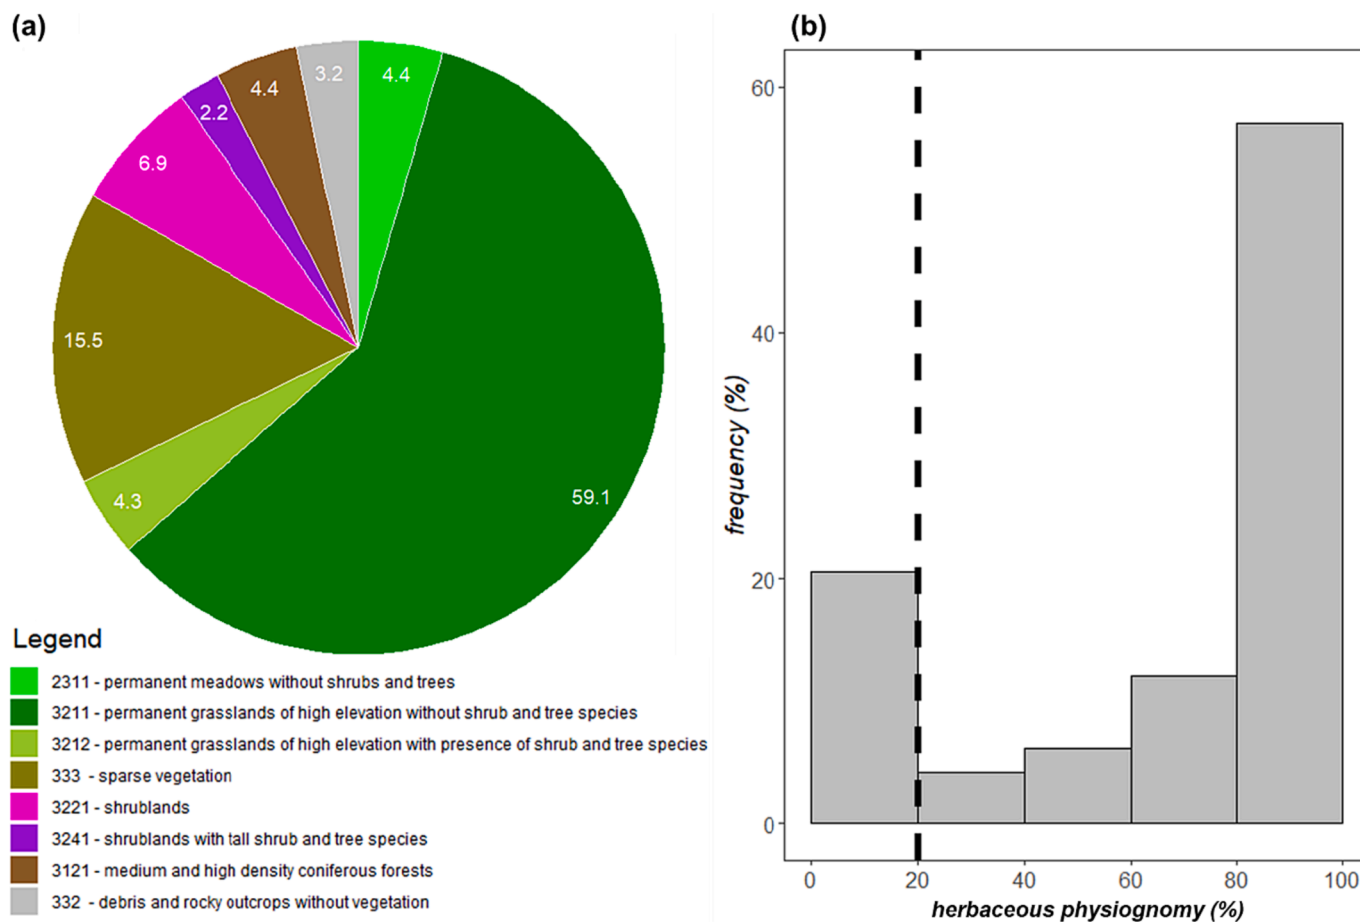 (a)
3.2
4.4
4.4
2.2
6.9
15.5
4.3
59.1
Legend
2311 - permanent meadows without shrubs and trees
3211 - permanent grasslands of high elevation without shrub and tree species
3212 - permanent grasslands of high elevation with presence of shrub and tree species
333 - sparse vegetation
3221 - shrublands
3241 - shrublands with tall shrub and tree species
3121 - medium and high density coniferous forests
332 - debris and rocky outcrops without vegetation
(b)
60
40
20
0
frequency (%)
0 20 40 60 80 100
herbaceous physiognomy (%)